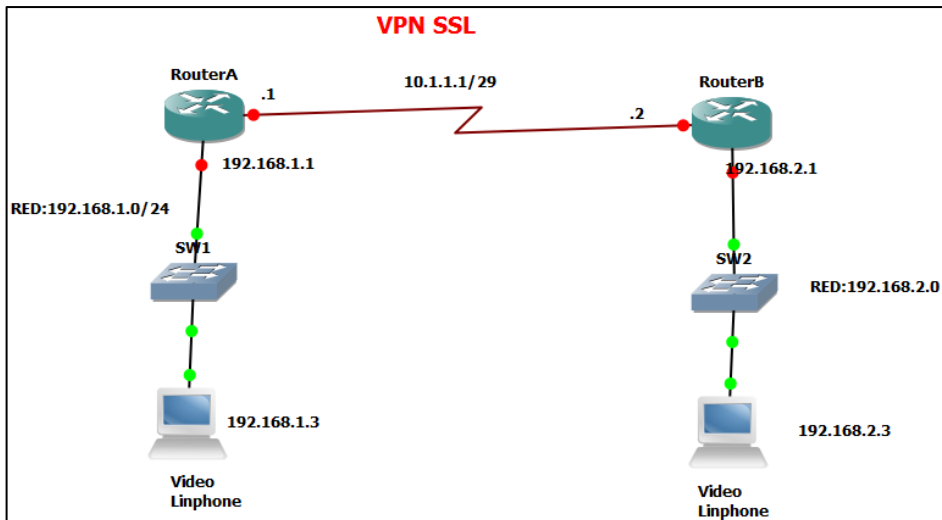 VPN SSL
RouterA
10.1.1.1/29
RouterB
.1
.2
192.168.1.1
192.168.2.1
RED:192.168.1.0/24
SW1
SW2
RED:192.168.2.0
192.168.1.3
192.168.2.3
Video
Linphone
Video
Linphone